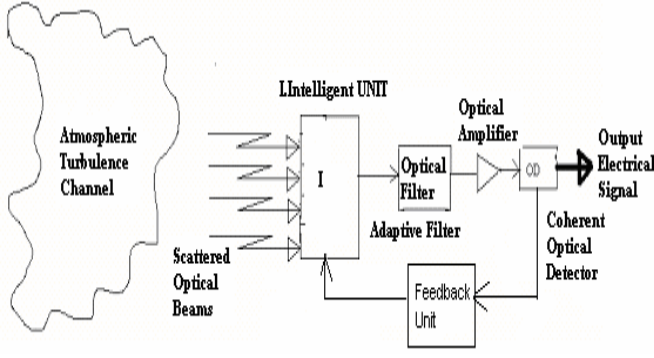 LIntelligent UNIT
Atmospheric
Turbulence
Channel
Scattered
Optical
Beams
I
Optical
Filter
Adaptive Filter
Optical
Amplifier
OD
Output
Electrical
Signal
Coherent
Optical
Detector
Feedback
Unit